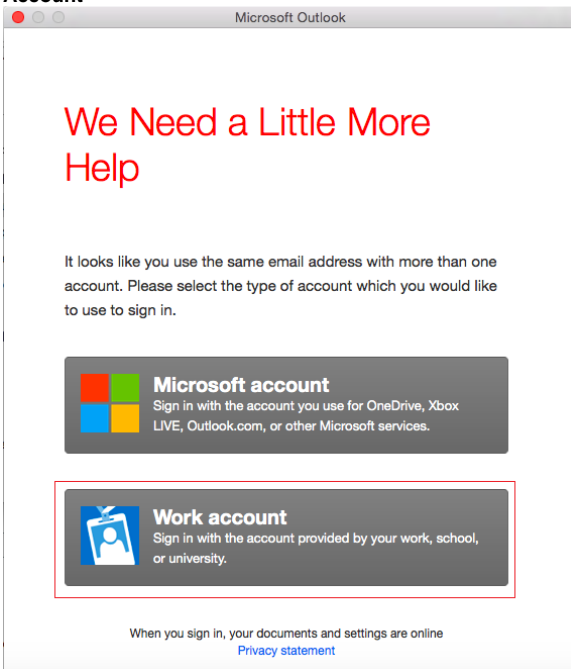 Account
Microsoft Outlook
We Need a Little More
Help
It looks like you use the same email address with more than one
account. Please select the type of account which you would like
to use to sign in.
Microsoft account
Sign in with the account you use for OneDrive, Xbox
LIVE, Outlook.com, or other Microsoft services.
Work account
Sign in with the account provided by your work, school,
or university.
When you sign in, your documents and settings are online
Privacy statement